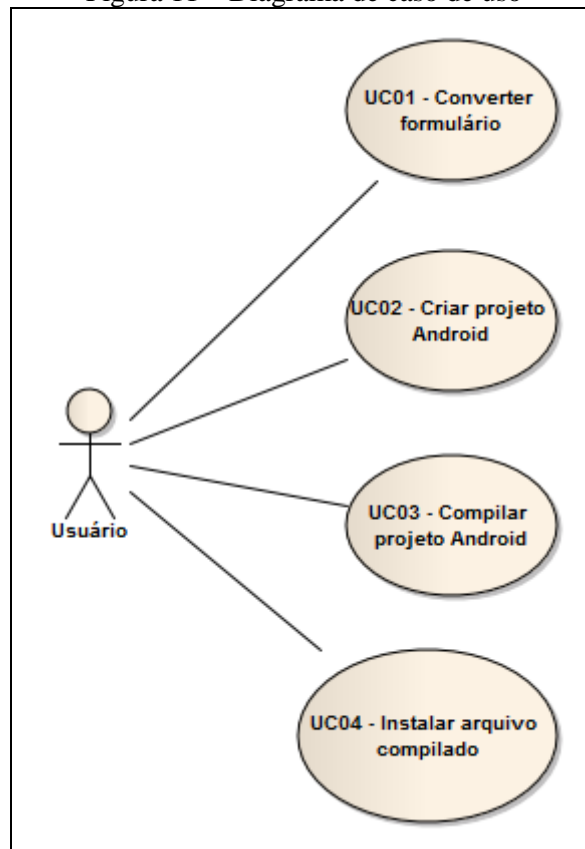 Figura 11 – Diagrama de caso de uso
UC01 - Converter
formulário
UC02 - Criar projeto
Android
UC03 - Compilar
projeto Android
Usuário
UC04 - Instalar arquivo
compilado